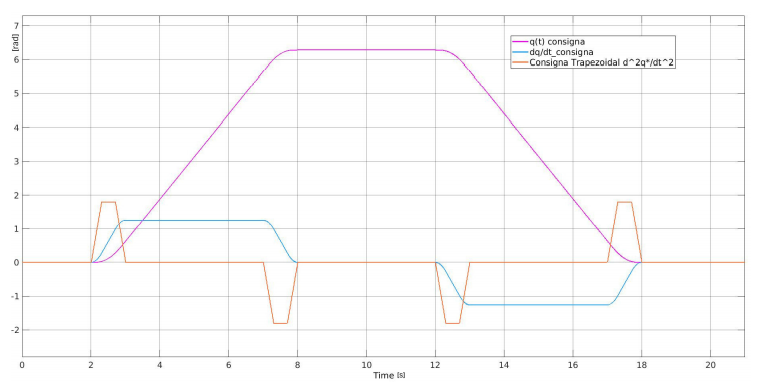 7
[rad]
q(t) consigna
dq/dt_consigna
Consigna Trapezoidal d^2q*/dt^2
6
5
4
3
2
1
0
-1
-2
0 2 4 6 8 10 12 14 16 18 20
Time [s]